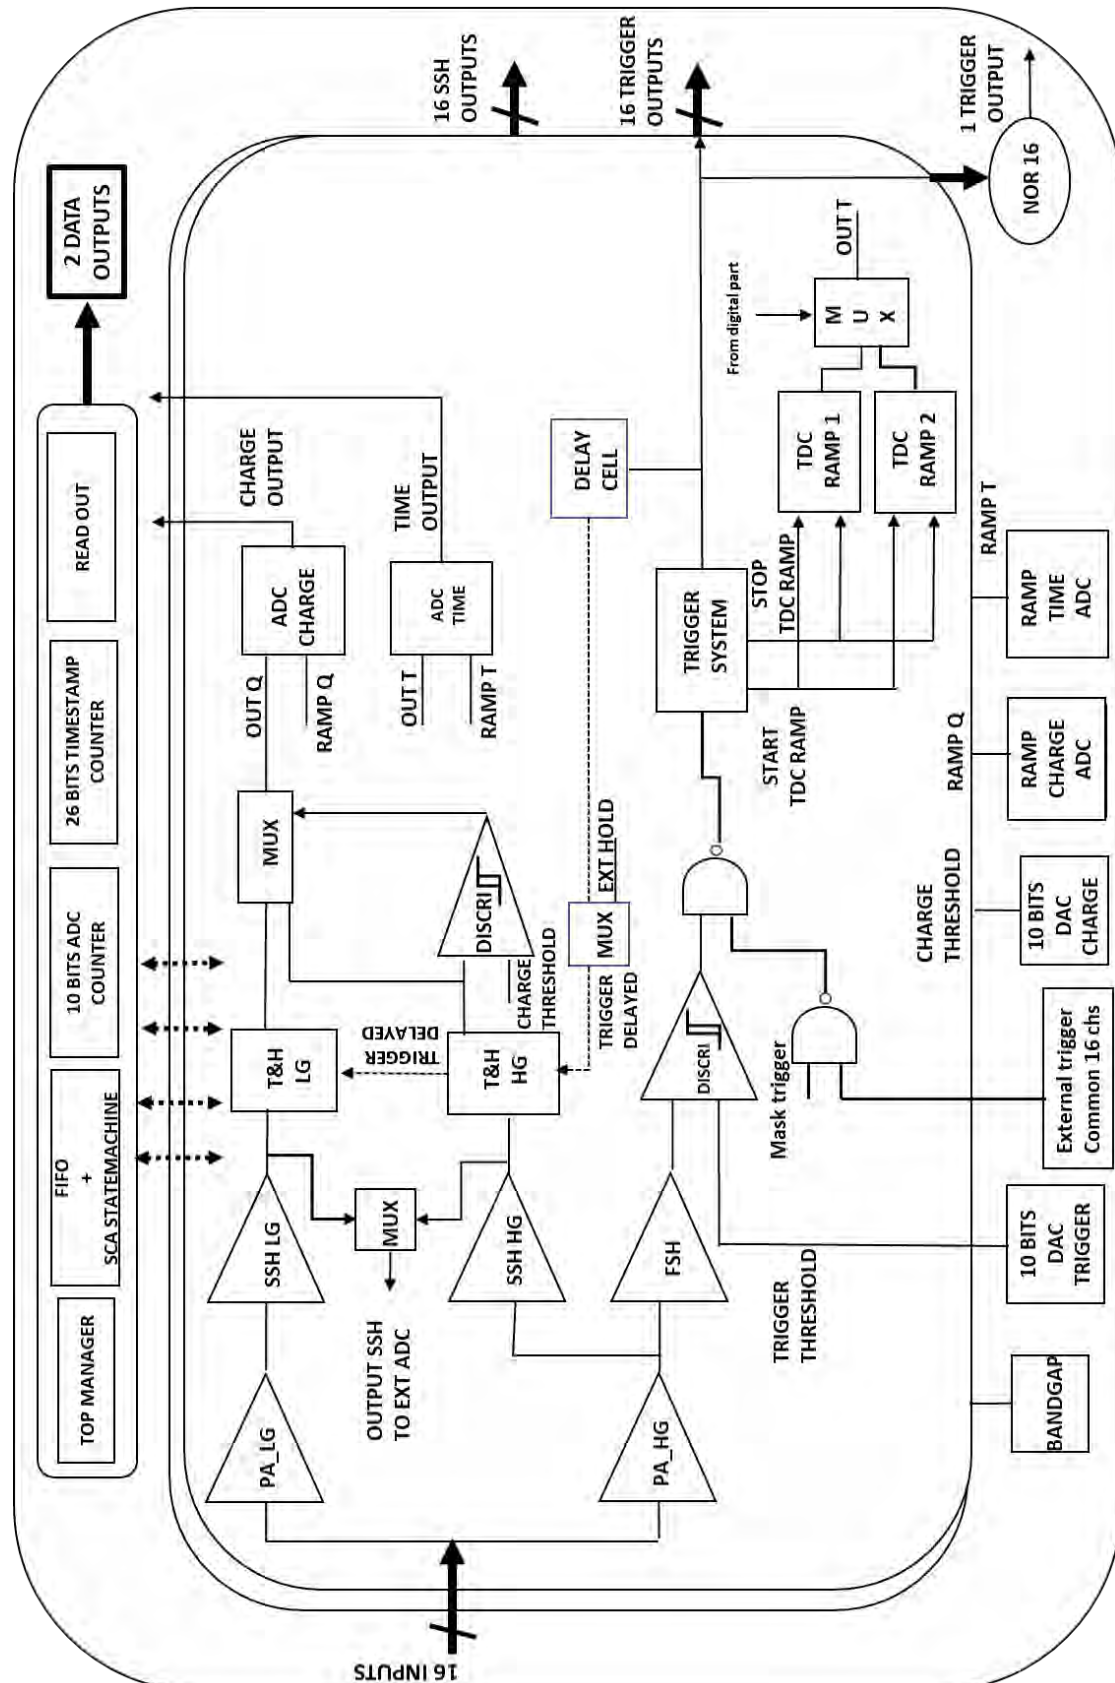 TOP MANAGER
FIFO
+
SCA STATEMACHINE
10 BITS ADC
COUNTER
26 BITS TIMESTAMP
COUNTER
READ OUT
2 DATA
OUTPUTS
16 INPUTS
PA_LG
SSH LG
T&H
LG
MUX
OUT Q
RAMP Q
ADC
CHARGE
CHARGE
OUTPUT
16 SSH
OUTPUTS
MUX
OUTPUT SSH
TO EXT ADC
TRIGGER
DELAYED
DISCRI
CHARGE
THRESHOLD
OUT T
RAMP T
ADC
TIME
TIME
OUTPUT
SSH HG
T&H
HG
TRIGGER
DELAYED
MUX
EXT HOLD
DELAY
CELL
16 TRIGGER
OUTPUTS
PA_HG
FSH
DISCRI
TRIGGER
SYSTEM
START
TDC RAMP
STOP
TDC RAMP
TDC
RAMP 1
TDC
RAMP 2
From digital part
M
U
X
OUT T
TRIGGER
THRESHOLD
Mask trigger
CHARGE
THRESHOLD
RAMP Q
RAMP T
NOR 16
1 TRIGGER
OUTPUT
BANDGAP
10 BITS
DAC
TRIGGER
External trigger
Common 16 chs
10 BITS
DAC
CHARGE
RAMP
CHARGE
ADC
RAMP
TIME
ADC